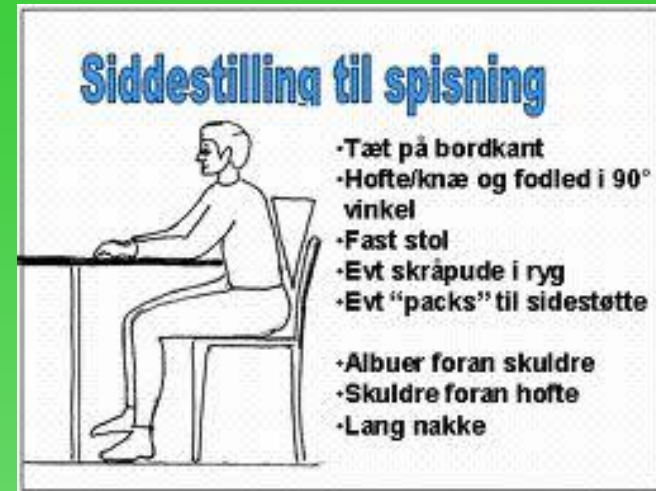 Siddestilling til spisning
·Tæt på bordkant
·Hofte/knæ og fodled i 90°
vinkel
·Fast stol
·Evt skråpude i ryg
·Evt “packs” til sidestøtte
·Albuer foran skuldre
·Skuldre foran hofte
·Lang nakke